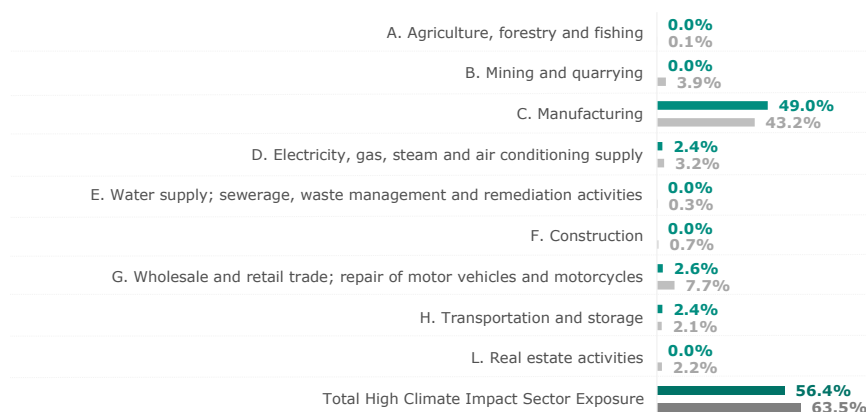 A. Agriculture, forestry and fishing
0.0%
0.1%
B. Mining and quarrying
0.0%
3.9%
C. Manufacturing
49.0%
43.2%
D. Electricity, gas, steam and air conditioning supply
2.4%
3.2%
E. Water supply; sewerage, waste management and remediation activities
0.0%
0.3%
F. Construction
0.0%
0.7%
G. Wholesale and retail trade; repair of motor vehicles and motorcycles
2.6%
7.7%
H. Transportation and storage
2.4%
2.1%
L. Real estate activities
0.0%
2.2%
Total High Climate Impact Sector Exposure
56.4%
63.5%